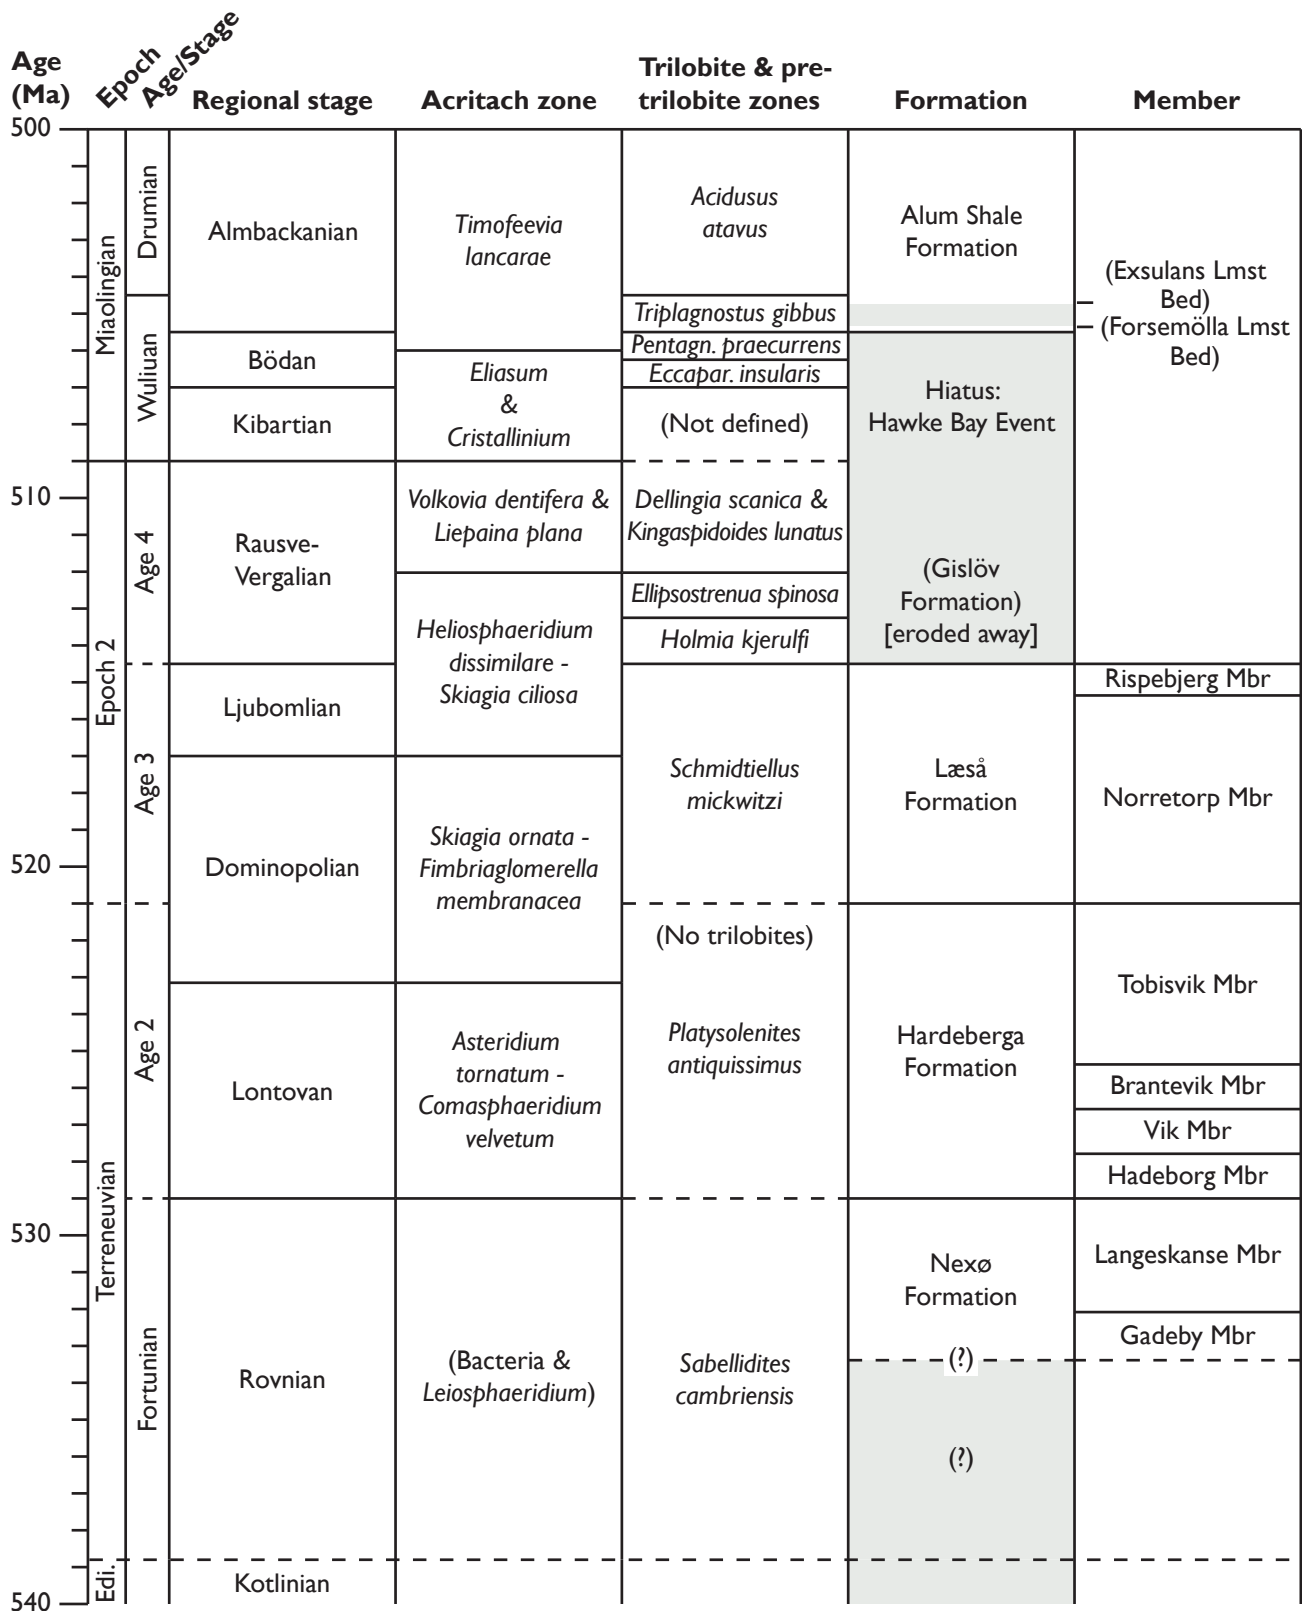 Age
(Ma)
Epoch
Age/Stage
Regional stage
Acritach zone
Trilobite & pre-
trilobite zones
Formation
Member
500
510
520
530
540
Miaolingian
Epoch 2
Terreneuvian
Edi.
Drumian
Wuliuan
Age 4
Age 3
Age 2
Fortunian
Almbackanian
Bödan
Kibartian
Rausve-
Vergalian
Ljubomlian
Dominopolian
Lontovan
Rovnian
Kotlinian
Timofeevia
lancarae
Eliasum
&
Cristallinium
Volkovia dentifera &
Liepaina plana
Heliosphaeridium
dissimilare -
Skiagia ciliosa
Skiagia ornata -
Fimbriaglomerella
membranacea
Asteridium
tornatum -
Comasphaeridium
velvetum
(Bacteria &
Leiosphaeridium)
Acidusus
atavus
Triplagnostus gibbus
Pentagn. praecurrens
Eccapar. insularis
(Not defined)
Dellingia scanica &
Kingaspidoides lunatus
Ellipsostrenua spinosa
Holmia kjerulfi
Schmidtiellus
mickwitzi
(No trilobites)
Platysolenites
antiquissimus
Sabellidites
cambriensis
Alum Shale
Formation
Hiatus:
Hawke Bay Event
(Gislöv
Formation)
[eroded away]
Læså
Formation
Hardeberga
Formation
Nexø
Formation
(?)
(?)
(Exsulans Lmst
Bed)
(Forsemölla Lmst
Bed)
Rispebjerg Mbr
Norretorp Mbr
Tobisvik Mbr
Brantevik Mbr
Vik Mbr
Hadeborg Mbr
Langeskanse Mbr
Gadeby Mbr